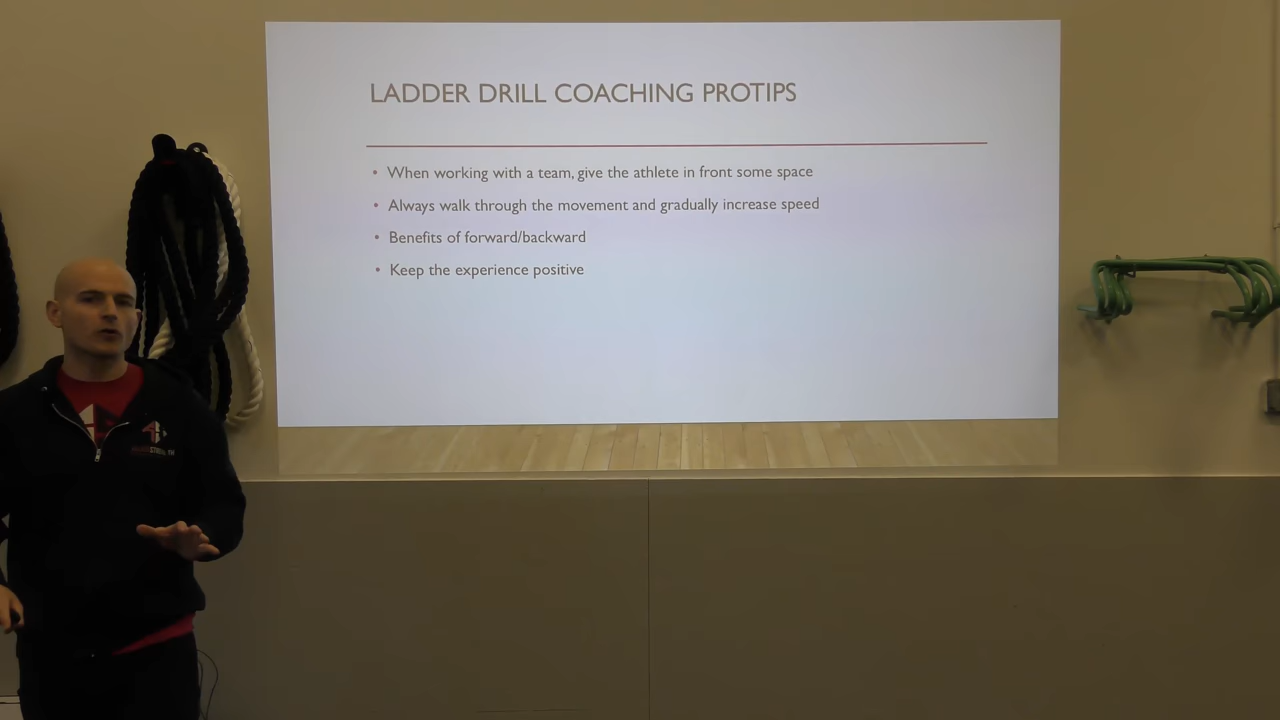 LADDER DRILL COACHING PROTIPS
• When working with a team, give the athlete in front some space
• Always walk through the movement and gradually increase speed
• Benefits of forward/backward
• Keep the experience positive